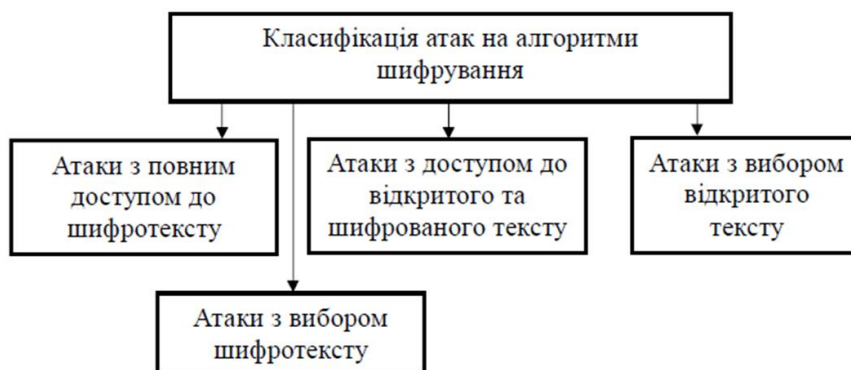 Класифікація атак на алгоритми
шифрування
Атаки з повним
доступом до
шифротексту
Атаки з доступом до
відкритого та
шифрованого тексту
Атаки з вибором
відкритого
тексту
Атаки з вибором
шифротексту